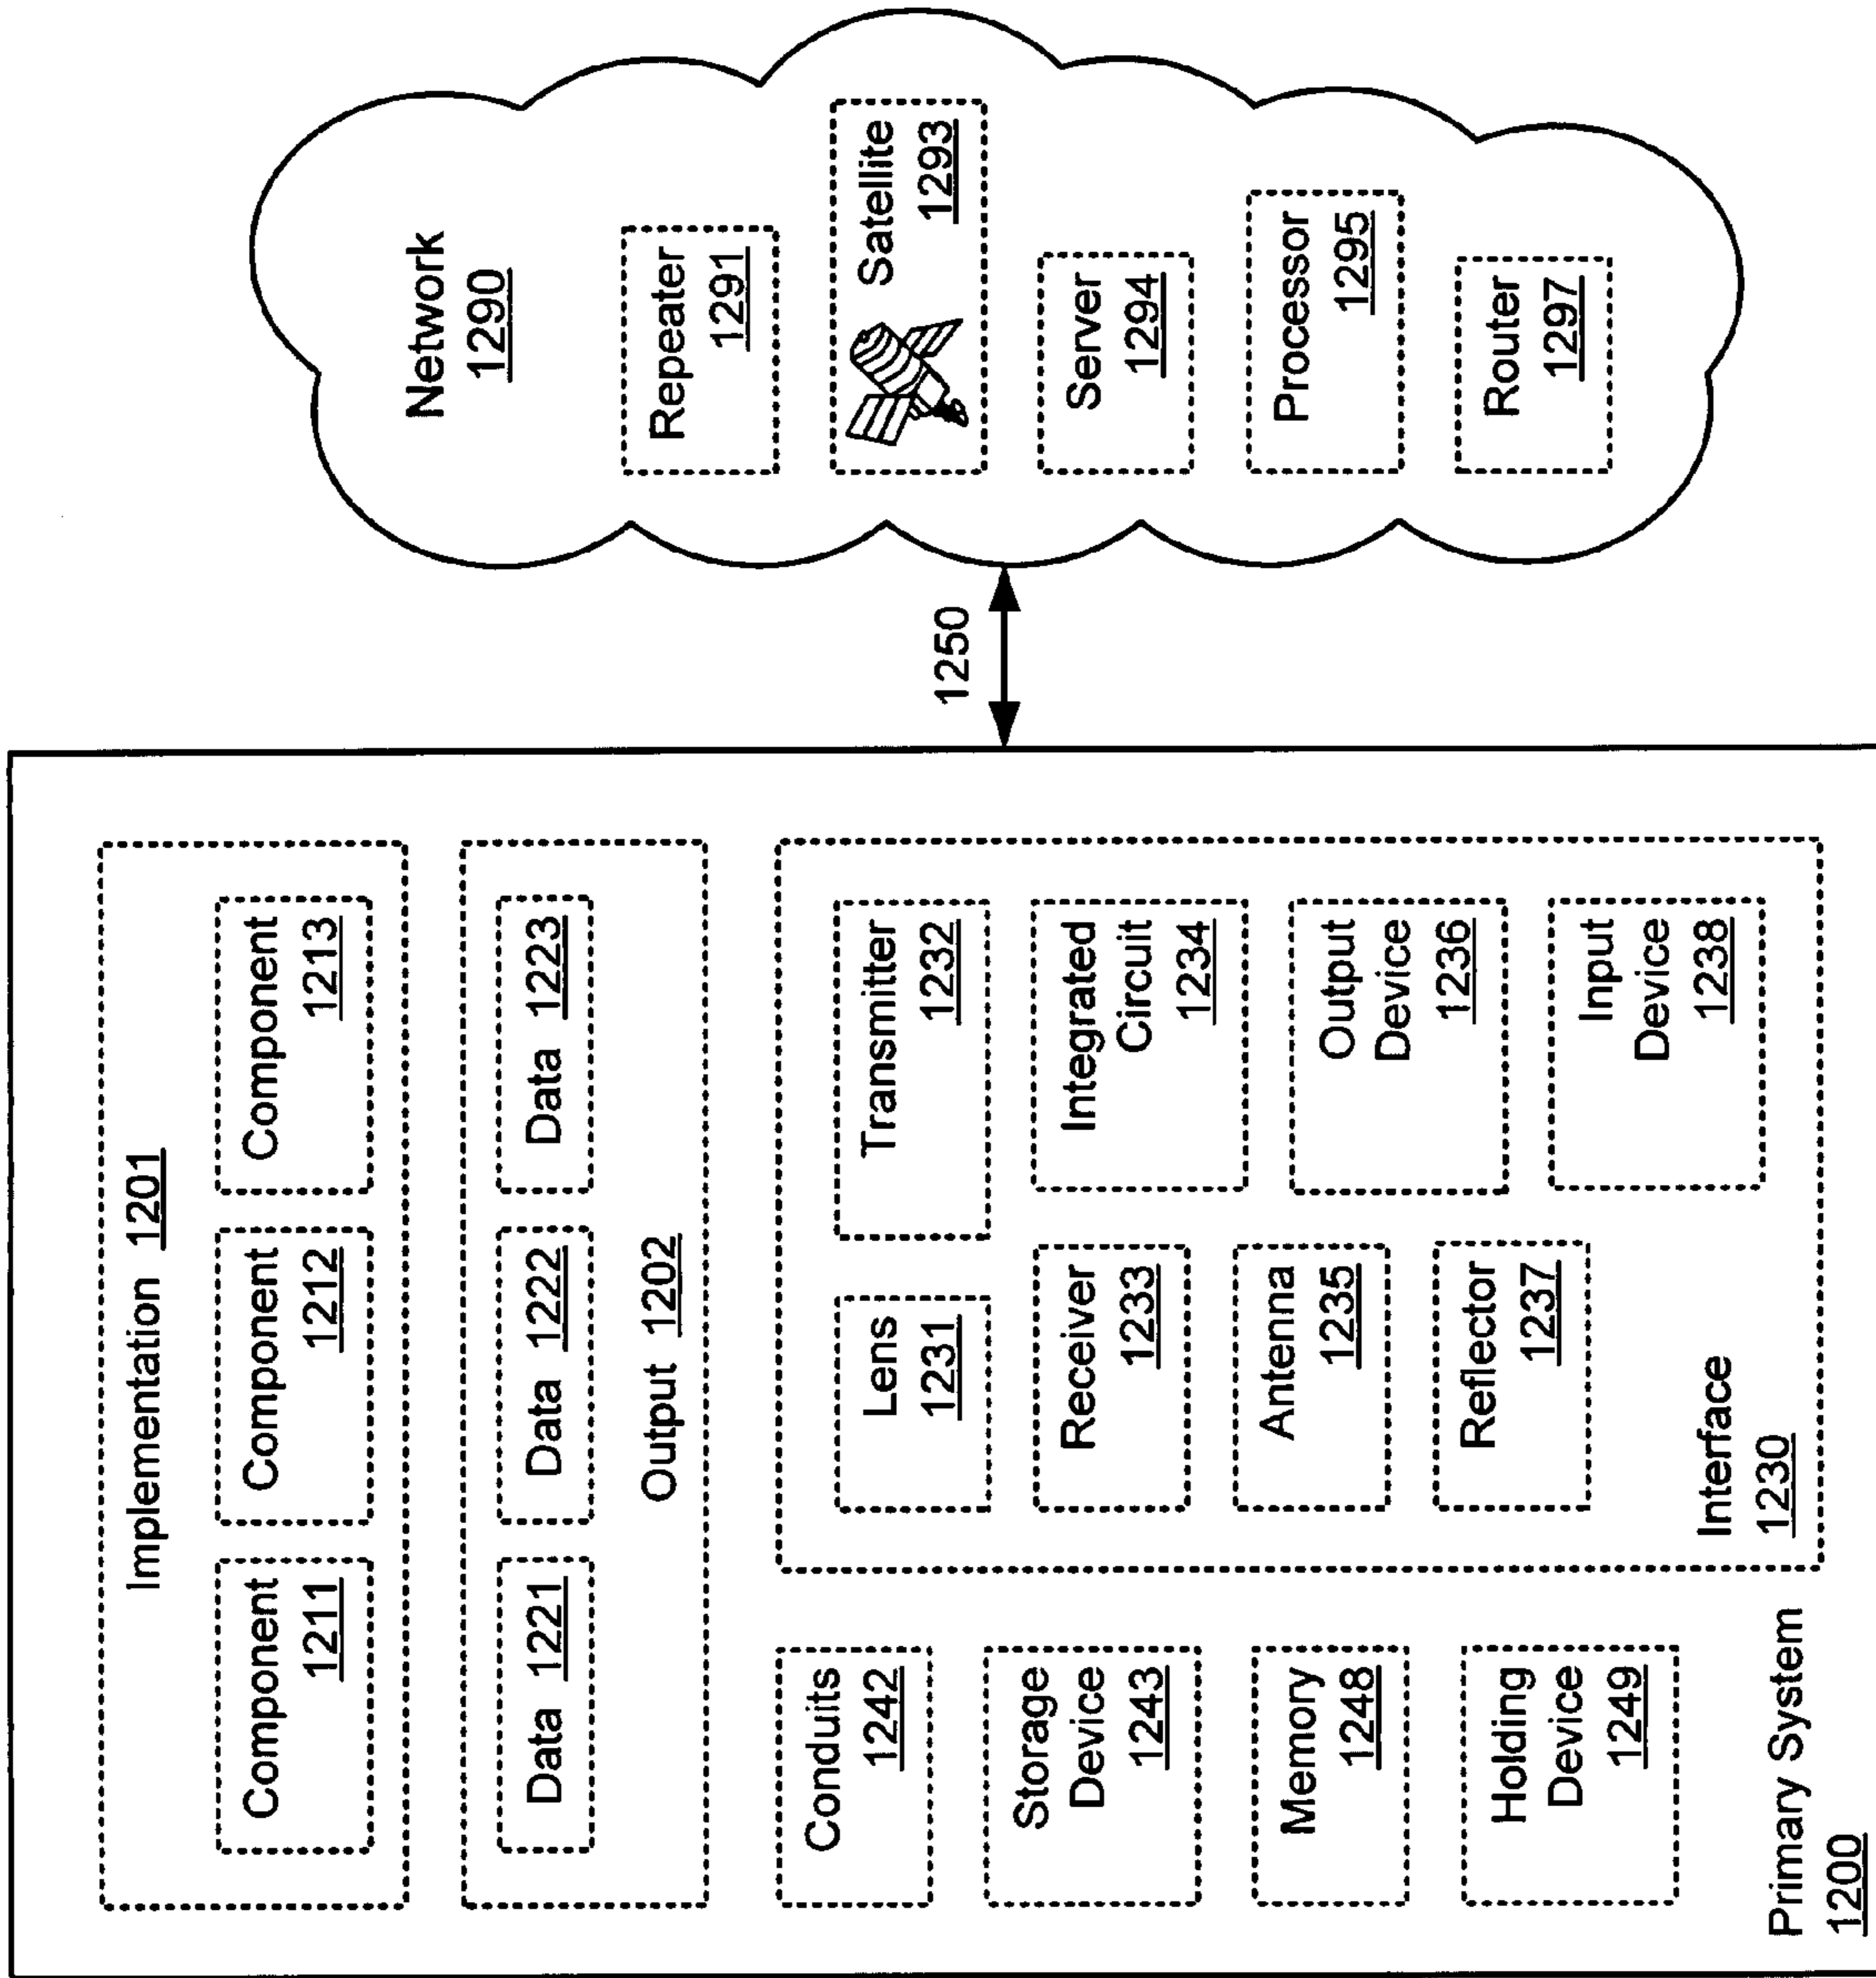 Implementation 1201
Component
1211
Component
1212
Component
1213
Data 1221
Data 1222
Data 1223
Output 1202
Conduits
1242
Storage
Device
1243
Memory
1248
Holding
Device
1249
Lens
1231
Transmitter
1232
Receiver
1233
Integrated
Circuit
1234
Antenna
1235
Output
Device
1236
Reflector
1237
Input
Device
1238
Interface
1230
Primary System
1200
1250
Network
1290
Repeater
1291
Satellite
1293
Server
1294
Processor
1295
Router
1297